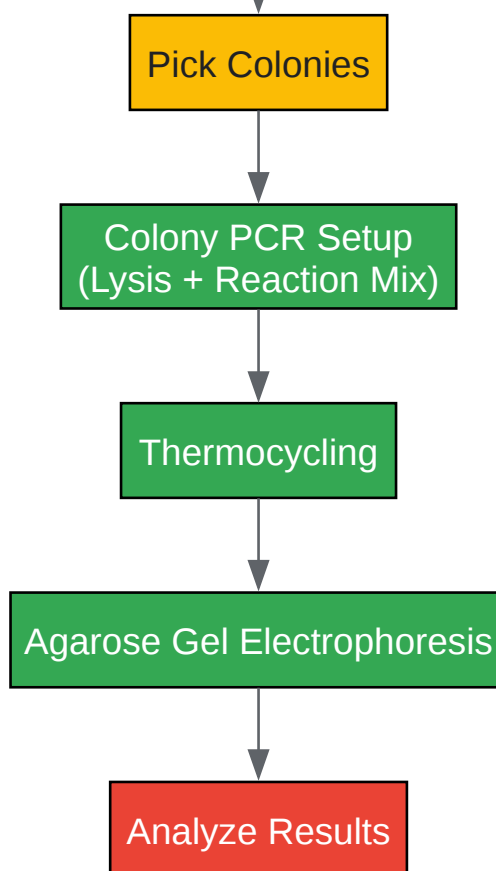 Pick Colonies
Colony PCR Setup
(Lysis + Reaction Mix)
Thermocycling
Agarose Gel Electrophoresis
Analyze Results